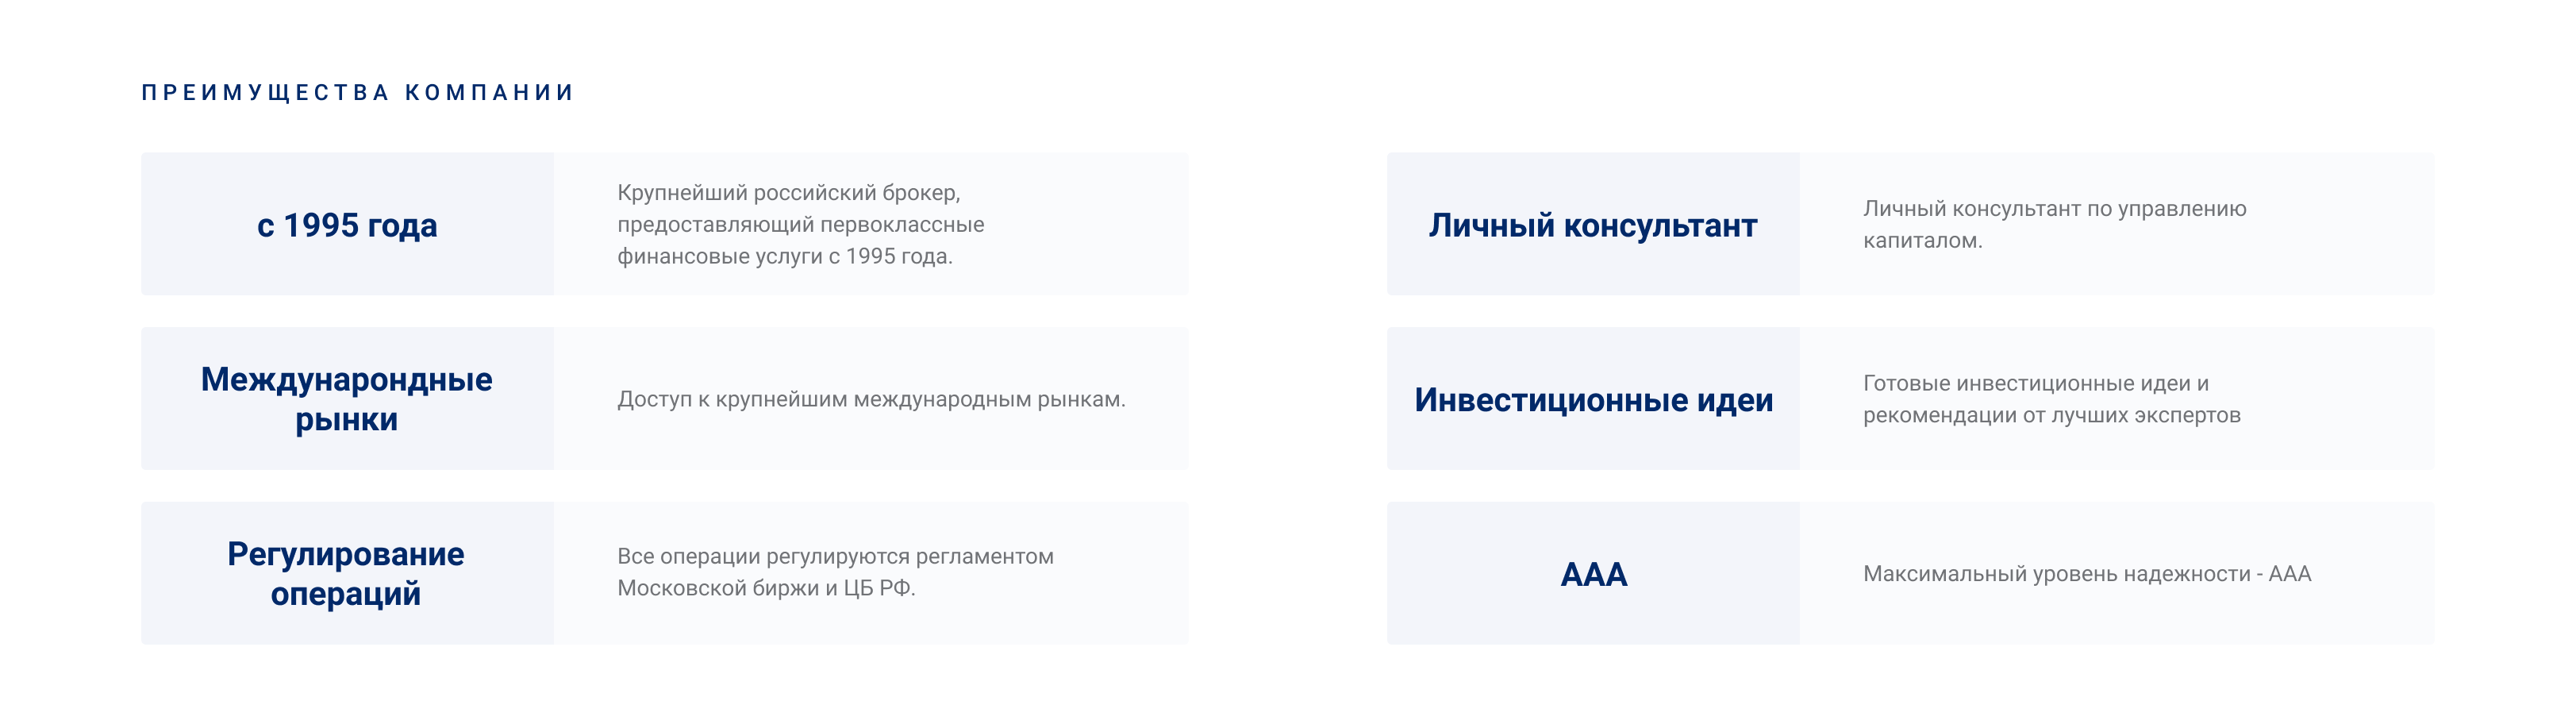 ПРЕИМУЩЕСТВА КОМПАНИИ
с 1995 года
Крупнейший российский брокер,
предоставляющий первоклассные
финансовые услуги с 1995 года.
Личный консультант
Личный консультант по управлению
капиталом.
Междунарондные
рынки
Доступ к крупнейшим международным рынкам.
Инвестиционные идеи
Готовые инвестиционные идеи и
рекомендации от лучших экспертов
Регулирование
операций
Все операции регулируются регламентом
Московской биржи и ЦБ РФ.
ААА
Максимальный уровень надежности - ААА